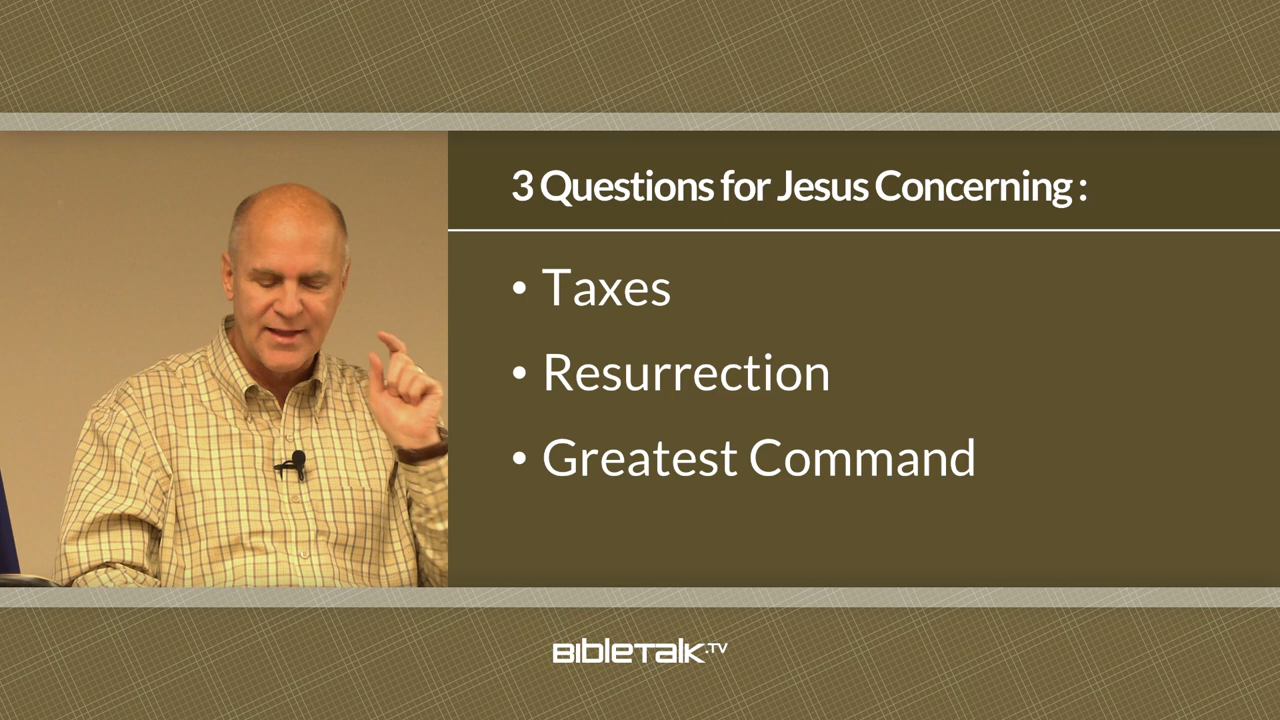 3 Questions for Jesus Concerning :
• Taxes
• Resurrection
• Greatest Command
BibleTalk.TV